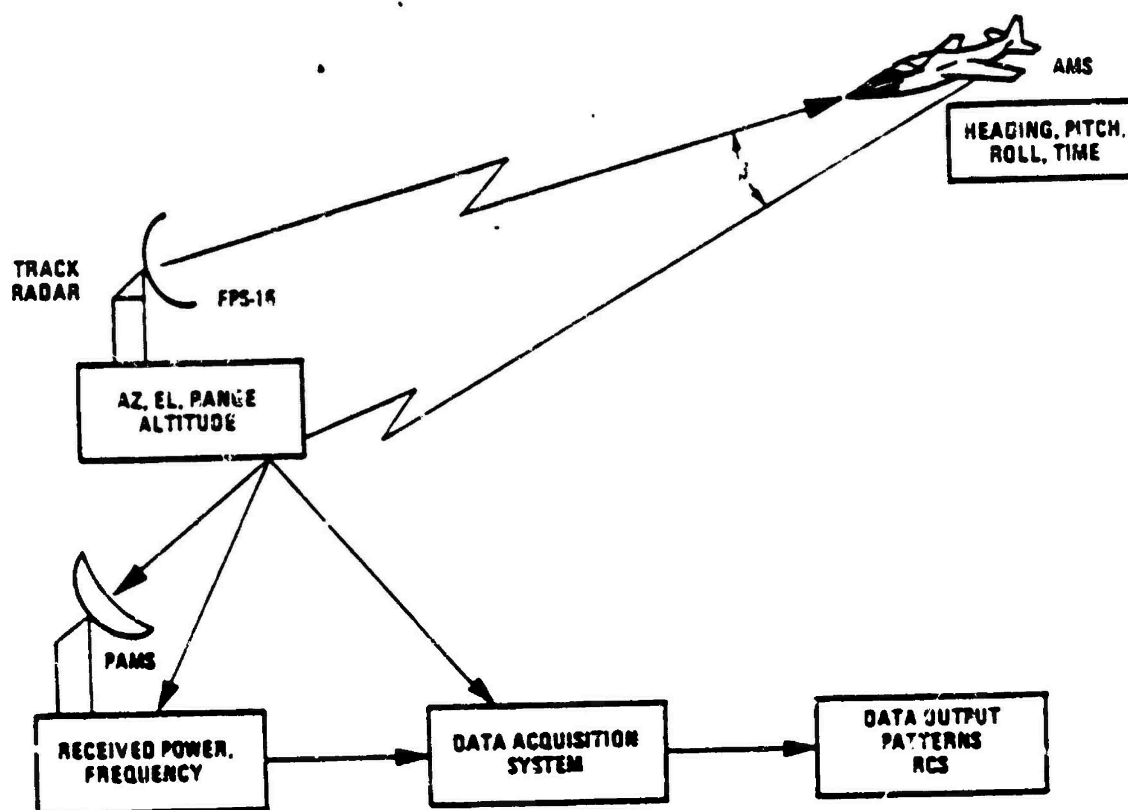 AMS
HEADING, PITCH,
ROLL, TIME
TRACK
RADAR
FPS-16
AZ, EL, RANGE
ALTITUDE
PAMS
RECEIVED POWER,
FREQUENCY
DATA ACQUISITION
SYSTEM
DATA OUTPUT
PATTERNS
RCS